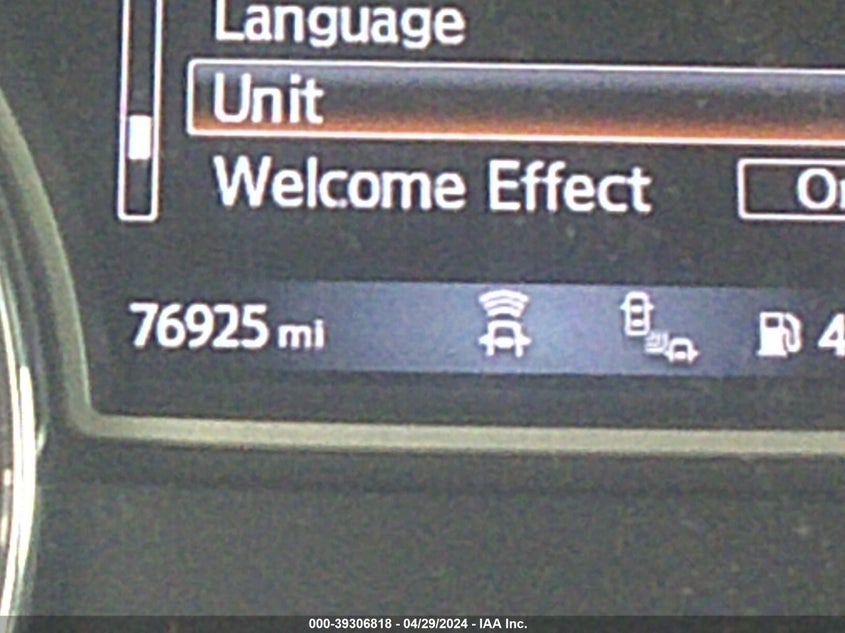 Language
Unit
Welcome Effect
76925 mi
000-39306818 - 04/29/2024 - IAA Inc.